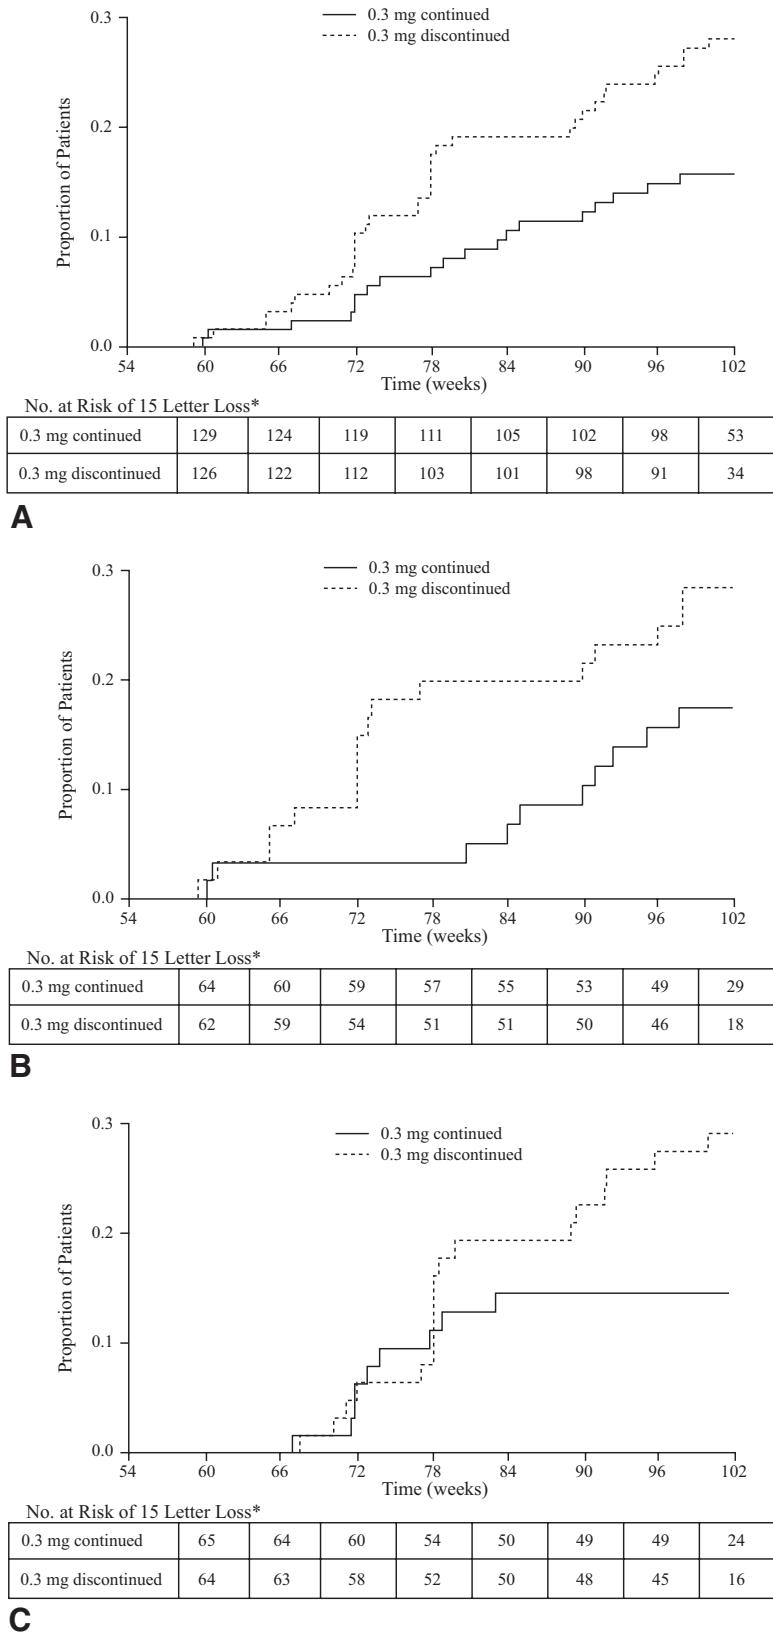 0.3 mg continued
0.3 mg discontinued
0.3
0.2
0.1
0.0
Proportion of Patients
54 60 66 72 78 84 90 96 102
Time (weeks)
No. at Risk of 15 Letter Loss*
0.3 mg continued 129 124 119 111 105 102 98 53
0.3 mg discontinued 126 122 112 103 101 98 91 34
A
0.3 mg continued
0.3 mg discontinued
0.3
0.2
0.1
0.0
Proportion of Patients
54 60 66 72 78 84 90 96 102
Time (weeks)
No. at Risk of 15 Letter Loss*
0.3 mg continued 64 60 59 57 55 53 49 29
0.3 mg discontinued 62 59 54 51 51 50 46 18
B
0.3 mg continued
0.3 mg discontinued
0.3
0.2
0.1
0.0
Proportion of Patients
54 60 66 72 78 84 90 96 102
Time (weeks)
No. at Risk of 15 Letter Loss*
0.3 mg continued 65 64 60 54 50 49 49 24
0.3 mg discontinued 64 63 58 52 50 48 45 16
C